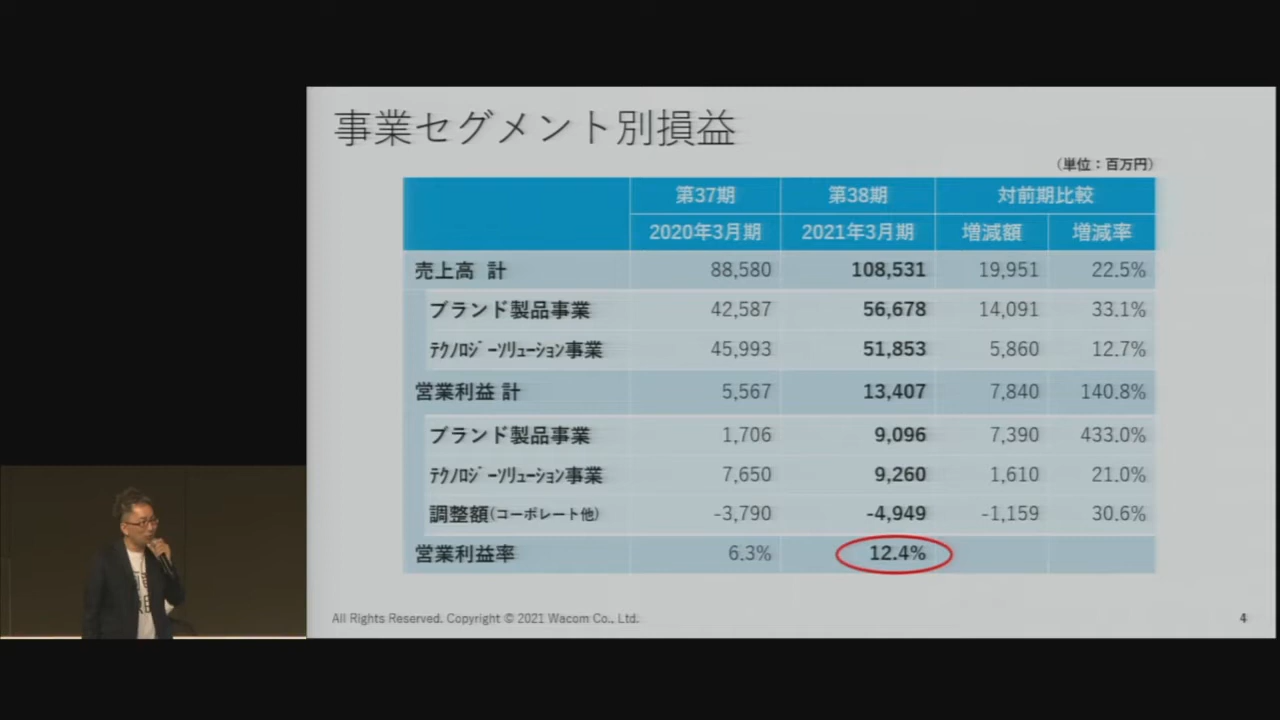 事業セグメント別損益
(単位：百万円)
第37期 第38期 対前期比較
2020年3月期 2021年3月期 増減額 増減率
売上高 計 88,580 108,531 19,951 22.5%
ブランド製品事業 42,587 56,678 14,091 33.1%
ﾃｸﾉﾛｼﾞｰｿﾘｭｰｼｮﾝ事業 45,993 51,853 5,860 12.7%
営業利益 計 5,567 13,407 7,840 140.8%
ブランド製品事業 1,706 9,096 7,390 433.0%
ﾃｸﾉﾛｼﾞｰｿﾘｭｰｼｮﾝ事業 7,650 9,260 1,610 21.0%
調整額(コーポレート他) -3,790 -4,949 -1,159 30.6%
営業利益率 6.3% 12.4%
All Rights Reserved. Copyright © 2021 Wacom Co., Ltd.
4